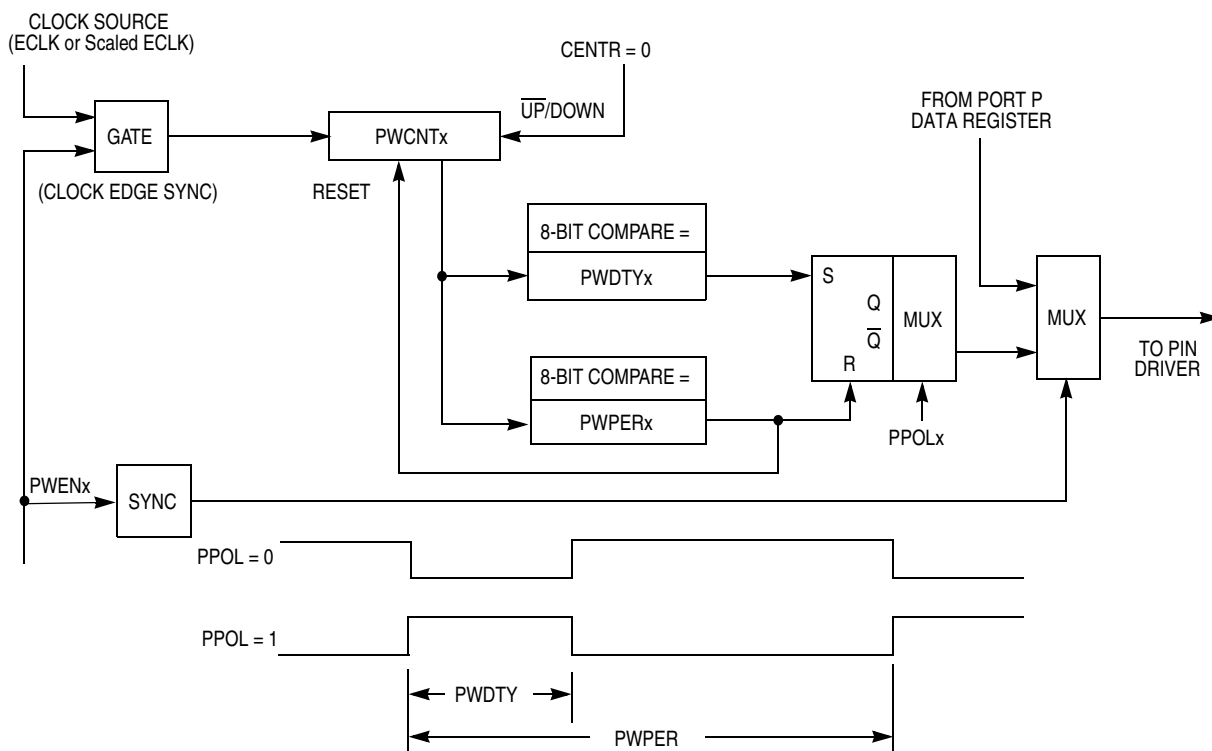 CLOCK SOURCE
(ECLK or Scaled ECLK)
CENTR = 0
UP/DOWN
FROM PORT P
DATA REGISTER
GATE
PWCNTx
(CLOCK EDGE SYNC)
RESET
8-BIT COMPARE =
PWDTYx
S
Q
Q̅
R
MUX
MUX
TO PIN
DRIVER
8-BIT COMPARE =
PWPERx
PPOLx
PWENx
SYNC
PPOL = 0
PPOL = 1
PWDTY
PWPER